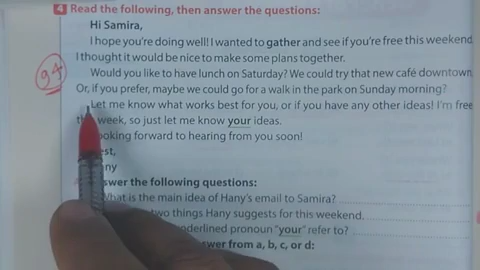 4 Read the following, then answer the questions:
Hi Samira,
I hope you're doing well! I wanted to gather and see if you're free this weekend.
I thought it would be nice to make some plans together.
Would you like to have lunch on Saturday? We could try that new café downtown.
Or, if you prefer, maybe we could go for a walk in the park on Sunday morning?
94
Let me know what works best for you, or if you have any other ideas! I'm free
week, so just let me know your ideas.
ooking forward to hearing from you soon!
est,
ny
swer the following questions:
What is the main idea of Hany's email to Samira?
two things Hany suggests for this weekend.
derlined pronoun "your" refer to?
swer from a, b, c, or d: